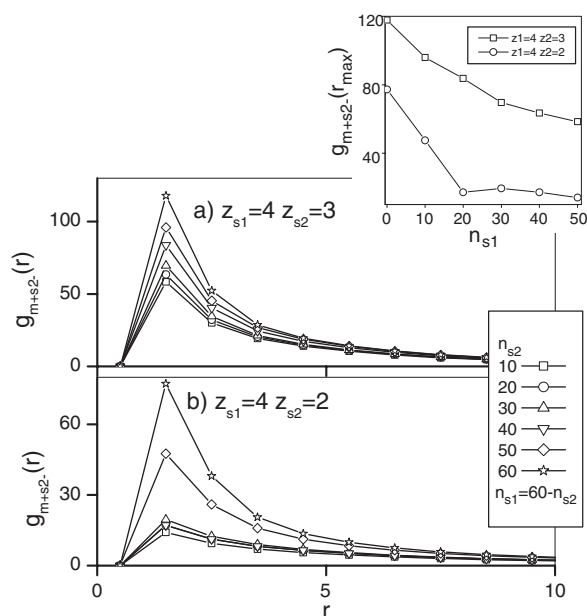 120
80
40
g_{m+s2-}(r_{max})
z1=4 z2=3
z1=4 z2=2
0 10 20 30 40 50
n_{s1}
100
50
0
g_{m+s2-}(r)
a) z_{s1}=4 z_{s2}=3
60
30
0
g_{m+s2-}(r)
b) z_{s1}=4 z_{s2}=2
0 5 10
r
n_{s2}
10
20
30
40
50
60
n_{s1}=60-n_{s2}